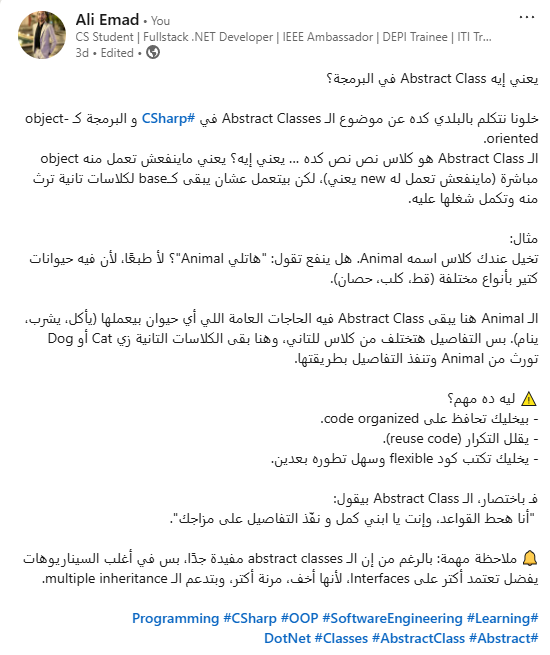 Ali Emad • You
CS Student | Fullstack .NET Developer | IEEE Ambassador | DEPI Trainee | ITI Tr...
3d • Edited •
يعني إيه Abstract Class في البرمجة؟
خلونا نتكلم بالبلدي كده عن موضوع الـ Abstract Classes في #CSharp و البرمجة كـ object-
oriented.
الـ Abstract Class هو كلاس نص نص كده ... يعني إيه؟ يعني ماينفعش تعمل منه object
مباشرة (ماينفعش تعمل له new يعني)، لكن بيتعمل عشان يبقى كـbase لكلاسات تانية ترث
منه وتكمل شغلها عليه.
مثال:
تخيل عندك كلاس اسمه Animal. هل ينفع تقول: "هاتلي Animal"؟ لأ طبعًا، لأن فيه حيوانات
كتير بأنواع مختلفة (قط، كلب، حصان).
الـ Animal هنا يبقى Abstract Class فيه الحاجات العامة اللي أي حيوان بيعملها (يأكل، يشرب،
ينام). بس التفاصيل هتختلف من كلاس للتاني، وهنا بقى الكلاسات التانية زي Cat أو Dog
تورث من Animal وتنفذ التفاصيل بطريقتها.
⚠️ ليه ده مهم؟
- بيخليك تحافظ على code organized.
- يقلل التكرار (reuse code).
- يخليك تكتب كود flexible وسهل تطوره بعدين.
فـ باختصار، الـ Abstract Class بيقول:
"أنا هحط القواعد، وإنت يا ابني كمل و نفّذ التفاصيل على مزاجك".
🔔 ملاحظة مهمة: بالرغم من إن الـ abstract classes مفيدة جدًا، بس في أغلب السيناريوهات
يفضل تعتمد أكتر على Interfaces، لأنها أخف، مرنة أكتر، وبتدعم الـ multiple inheritance.
Programming #CSharp #OOP #SoftwareEngineering #Learning#
DotNet #Classes #AbstractClass #Abstract#